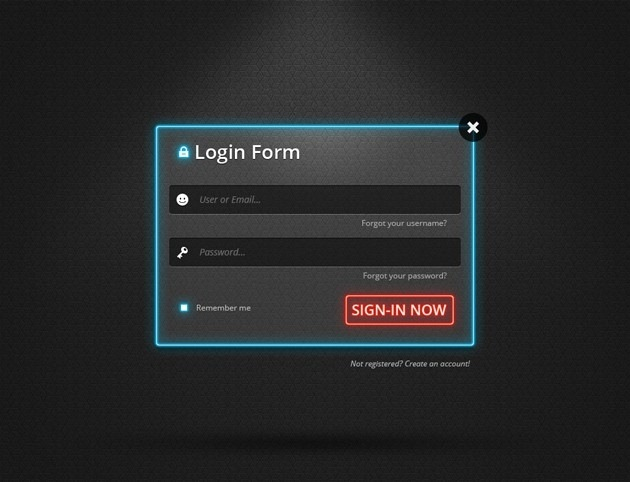 Login Form
User or Email...
Forgot your username?
Password...
Forgot your password?
Remember me
SIGN-IN NOW
Not registered? Create an account!